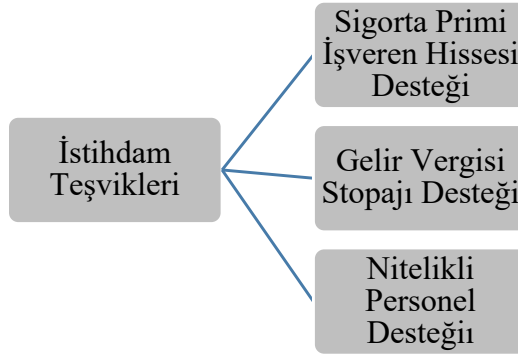 İstihdam
Teşvikleri
Sigorta Primi
İşveren Hissesi
Desteği
Gelir Vergisi
Stopajı Desteği
Nitelikli
Personel
Desteğiı